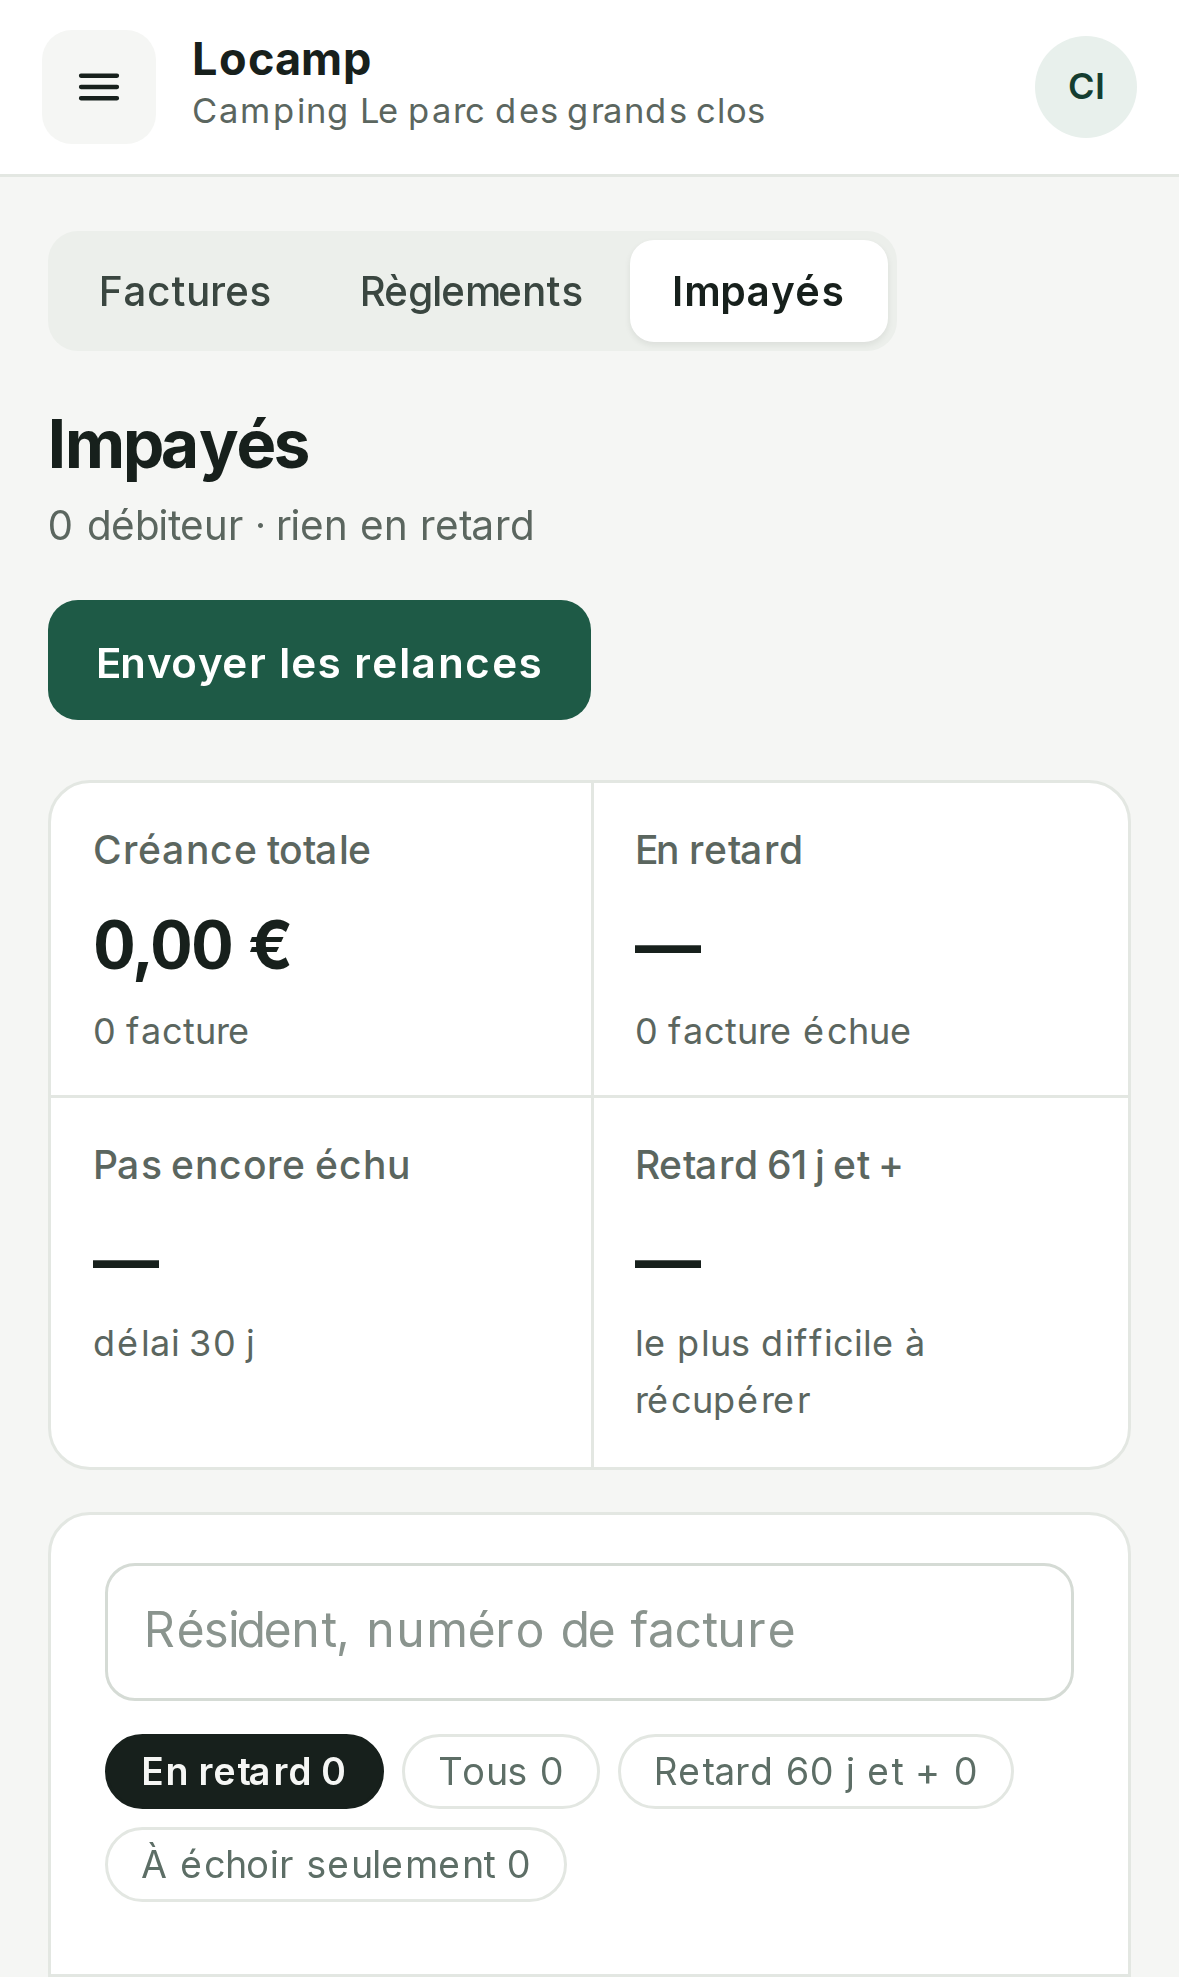 Locamp
Camping Le parc des grands clos
CI
Factures
Règlements
Impayés
Impayés
0 débiteur · rien en retard
Envoyer les relances
Créance totale
0,00 €
0 facture
En retard
—
0 facture échue
Pas encore échu
—
délai 30 j
Retard 61 j et +
—
le plus difficile à
récupérer
Résident, numéro de facture
En retard 0
Tous 0
Retard 60 j et + 0
À échoir seulement 0